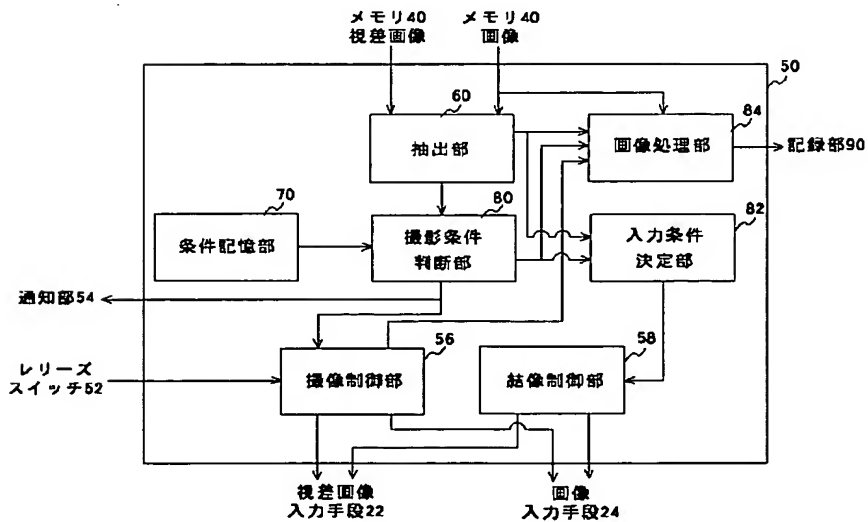 メモリ40
視差画像
メモリ40
画像
50
60
抽出部
84
画像処理部
記録部90
70
条件記憶部
80
撮影条件
判断部
82
入力条件
決定部
通知部54
56
撮像制御部
58
結像制御部
レリーズ
スイッチ52
視差画像
入力手段22
画像
入力手段24